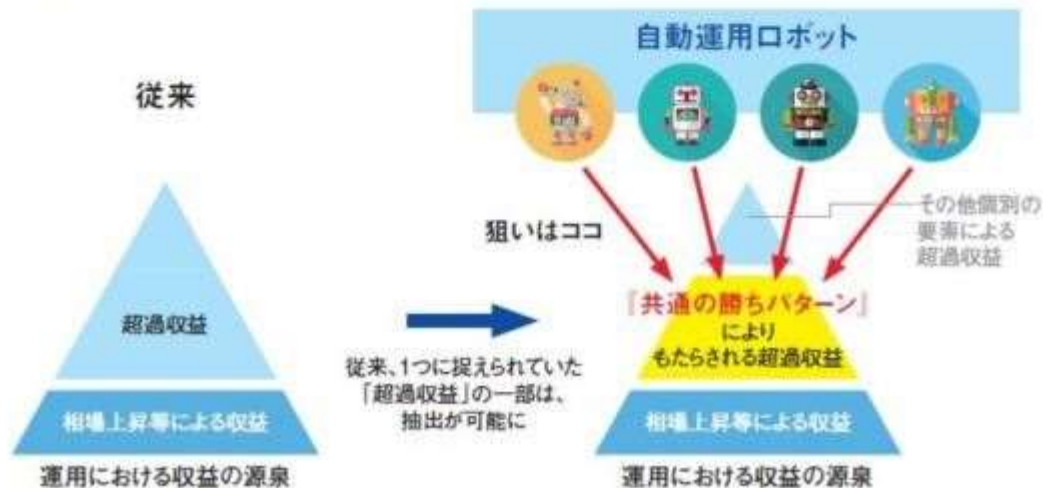 自動運用ロボット
従来
狙いはココ
その他個別の
要素による
超過収益
超過収益
『共通の勝ちパターン』
により
もたらされる超過収益
従来、1つに捉えられていた
「超過収益」の一部は、
抽出が可能に
相場上昇等による収益
相場上昇等による収益
運用における収益の源泉
運用における収益の源泉